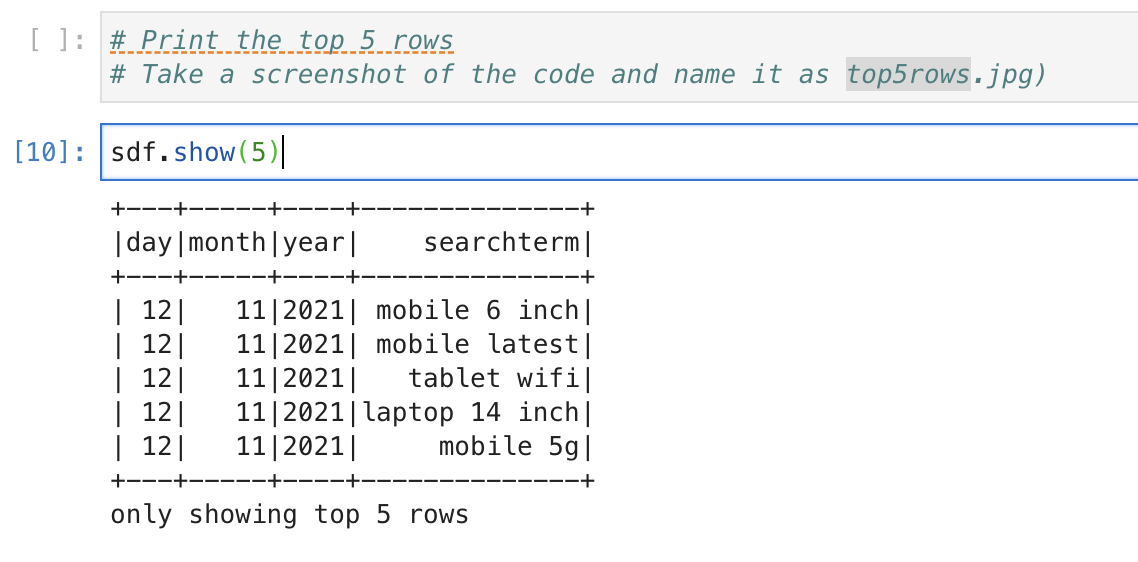 [ ]: # Print the top 5 rows
# Take a screenshot of the code and name it as top5rows.jpg)
[10]: sdf.show(5)
+---+-----+----+--------------+
|day|month|year|    searchterm|
+---+-----+----+--------------+
| 12|   11|2021| mobile 6 inch|
| 12|   11|2021| mobile latest|
| 12|   11|2021|   tablet wifi|
| 12|   11|2021|laptop 14 inch|
| 12|   11|2021|     mobile 5g|
+---+-----+----+--------------+
only showing top 5 rows